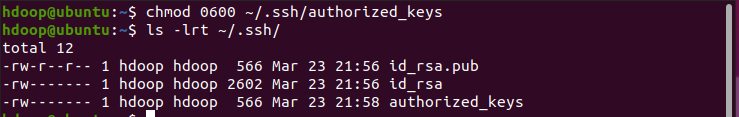 hdoop@ubuntu:~$ chmod 0600 ~/.ssh/authorized_keys
hdoop@ubuntu:~$ ls -lrt ~/.ssh/
total 12
-rw-r--r-- 1 hdoop hdoop  566 Mar 23 21:56 id_rsa.pub
-rw------- 1 hdoop hdoop 2602 Mar 23 21:56 id_rsa
-rw------- 1 hdoop hdoop  566 Mar 23 21:58 authorized_keys
hdoop@ubuntu:~$